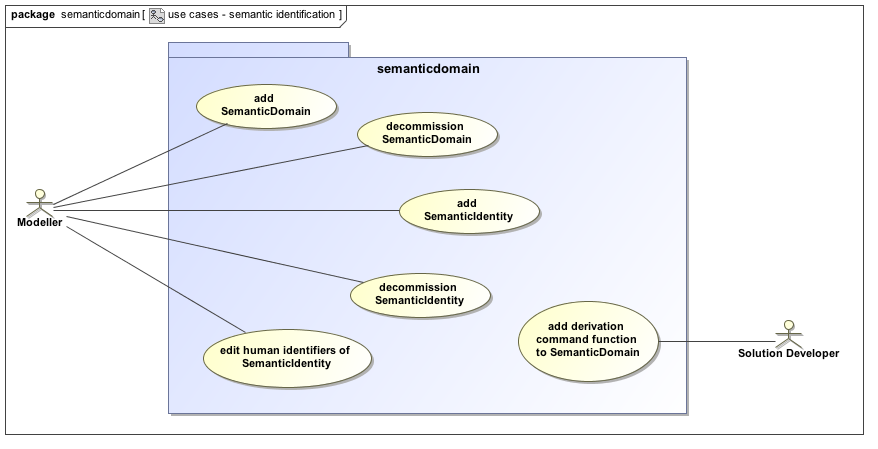 package semanticdomain[ use cases - semantic identification ]
semanticdomain
add
SemanticDomain
decommission
SemanticDomain
add
SemanticIdentity
Modeller
decommission
SemanticIdentity
add derivation
command function
to SemanticDomain
edit human identifiers of
SemanticIdentity
Solution Developer